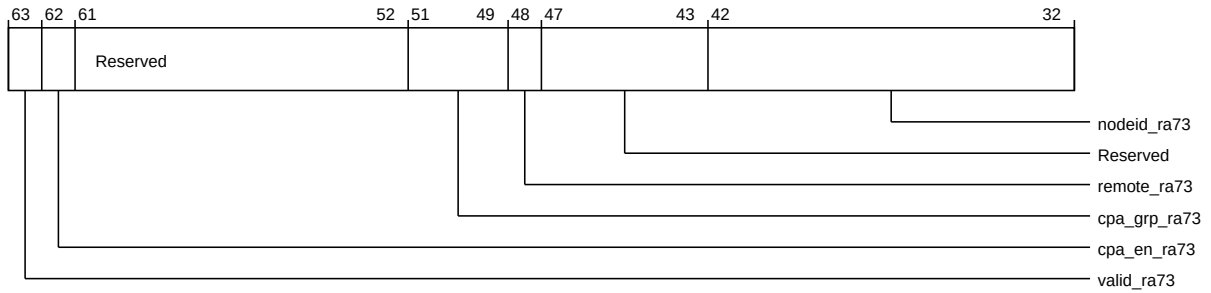 63 62 61 52 51 49 48 47 43 42 32
Reserved
nodeid_ra73
Reserved
remote_ra73
cpa_grp_ra73
cpa_en_ra73
valid_ra73